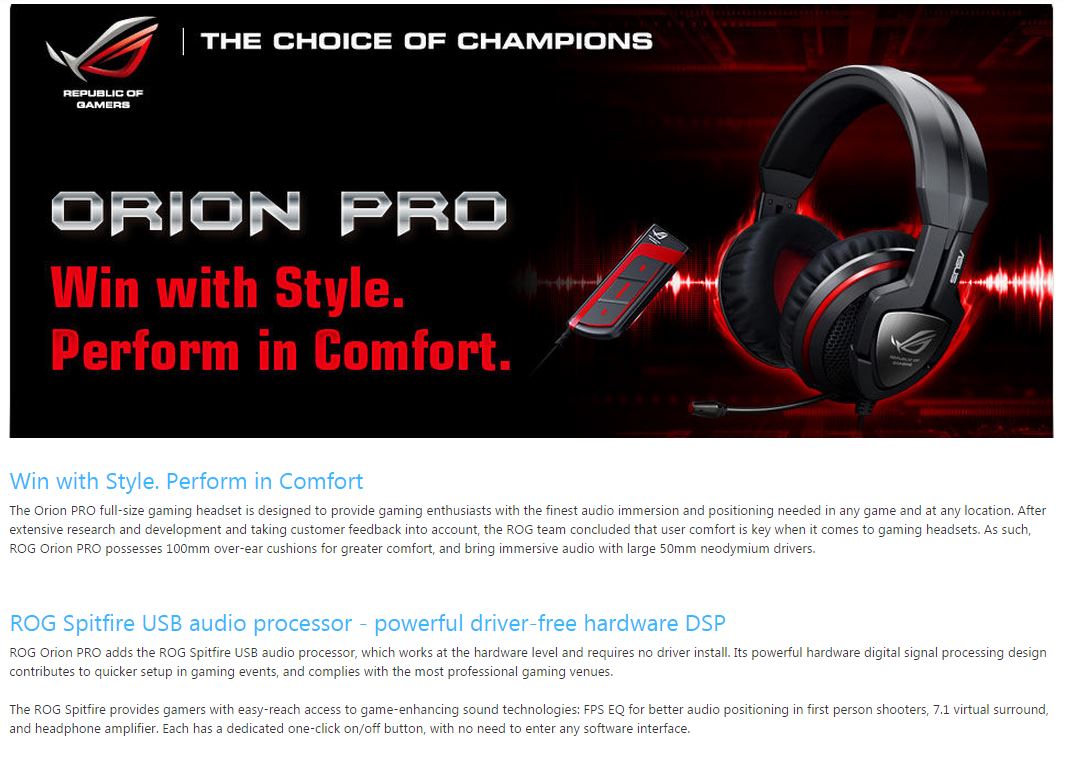 REPUBLIC OF
GAMERS
THE CHOICE OF CHAMPIONS
ORION PRO
Win with Style.
Perform in Comfort.
ASUS
REPUBLIC OF
GAMERS
Win with Style. Perform in Comfort
The Orion PRO full-size gaming headset is designed to provide gaming enthusiasts with the finest audio immersion and positioning needed in any game and at any location. After
extensive research and development and taking customer feedback into account, the ROG team concluded that user comfort is key when it comes to gaming headsets. As such,
ROG Orion PRO possesses 100mm over-ear cushions for greater comfort, and bring immersive audio with large 50mm neodymium drivers.
ROG Spitfire USB audio processor - powerful driver-free hardware DSP
ROG Orion PRO adds the ROG Spitfire USB audio processor, which works at the hardware level and requires no driver install. Its powerful hardware digital signal processing design
contributes to quicker setup in gaming events, and complies with the most professional gaming venues.
The ROG Spitfire provides gamers with easy-reach access to game-enhancing sound technologies: FPS EQ for better audio positioning in first person shooters, 7.1 virtual surround,
and headphone amplifier. Each has a dedicated one-click on/off button, with no need to enter any software interface.